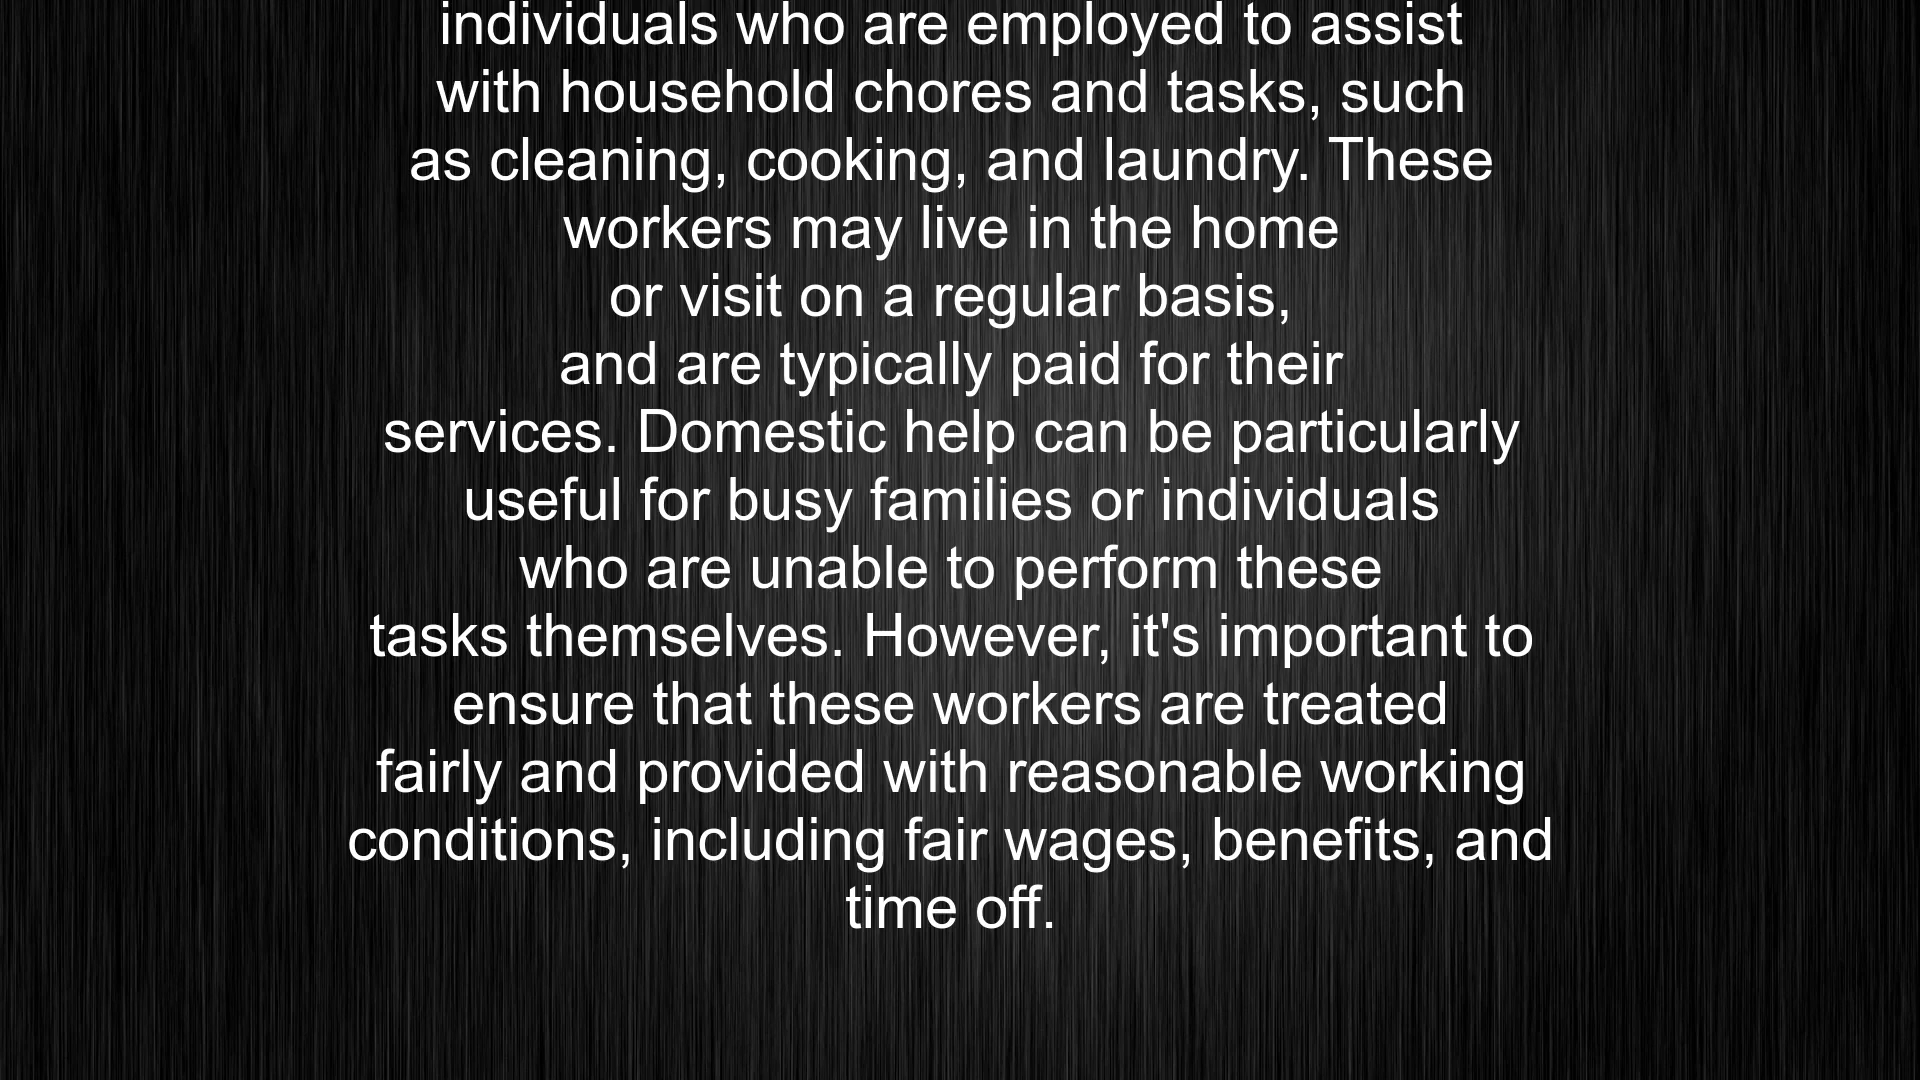 individuals who are employed to assist
with household chores and tasks, such
as cleaning, cooking, and laundry. These
workers may live in the home
or visit on a regular basis,
and are typically paid for their
services. Domestic help can be particularly
useful for busy families or individuals
who are unable to perform these
tasks themselves. However, it's important to
ensure that these workers are treated
fairly and provided with reasonable working
conditions, including fair wages, benefits, and
time off.